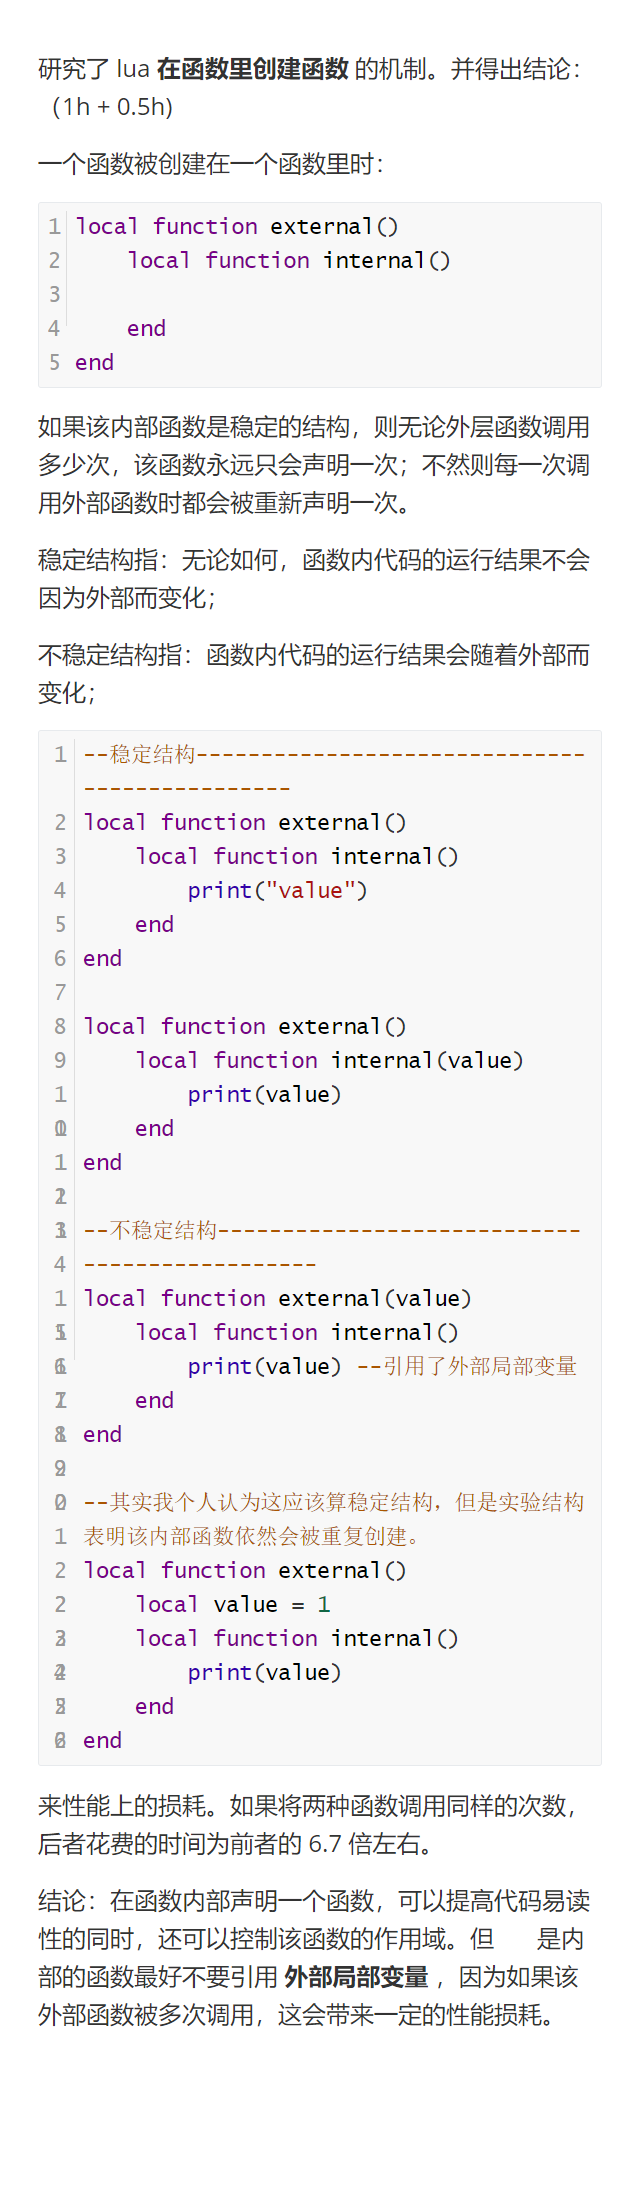 研究了 lua 在函数里创建函数 的机制。并得出结论：
（1h + 0.5h)
一个函数被创建在一个函数里时：
1 local function external()
2 local function internal()
3
4 end
5 end
如果该内部函数是稳定的结构，则无论外层函数调用
多少次，该函数永远只会声明一次；不然则每一次调
用外部函数时都会被重新声明一次。
稳定结构指：无论如何，函数内代码的运行结果不会
因为外部而变化；
不稳定结构指：函数内代码的运行结果会随着外部而
变化；
1 --稳定结构------------------------------
----------------
2 local function external()
3 local function internal()
4 print("value")
5 end
6 end
7
8 local function external()
9 local function internal(value)
1 print(value)
end
1 end
--不稳定结构----------------------------
4 ------------------
1 local function external(value)
local function internal()
print(value) --引用了外部局部变量
end
end
--其实我个人认为这应该算稳定结构，但是实验结构
1 表明该内部函数依然会被重复创建。
2 local function external()
2 local value = 1
local function internal()
print(value)
end
end
来性能上的损耗。如果将两种函数调用同样的次数，
后者花费的时间为前者的 6.7 倍左右。
结论：在函数内部声明一个函数，可以提高代码易读
性的同时，还可以控制该函数的作用域。但 是内
部的函数最好不要引用 外部局部变量 ，因为如果该
外部函数被多次调用，这会带来一定的性能损耗。